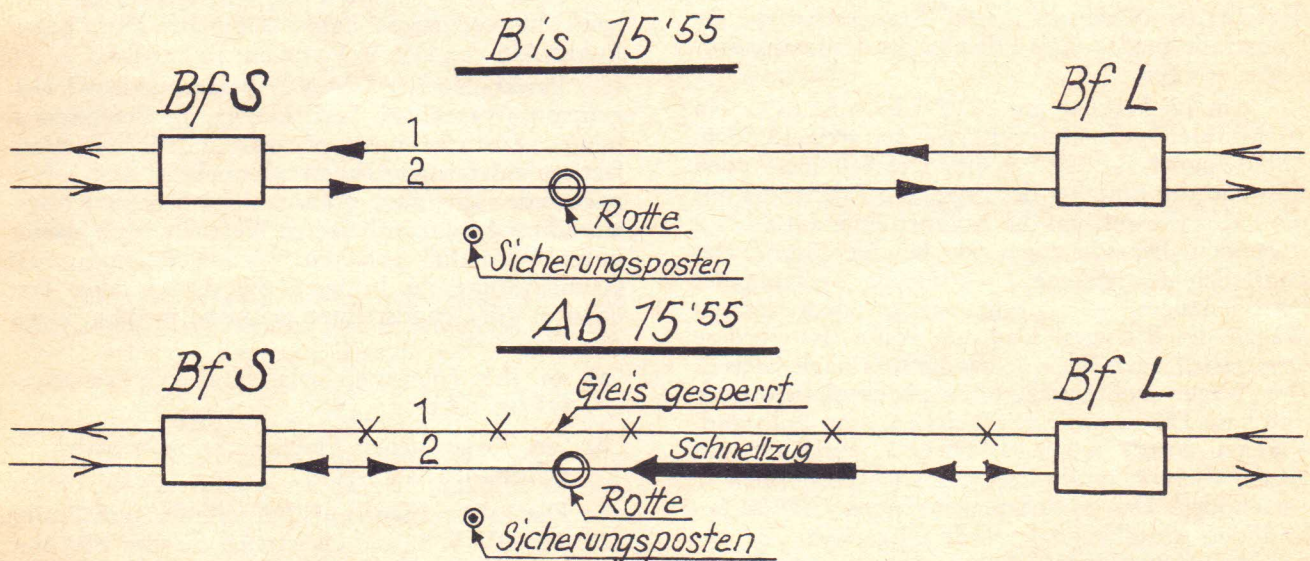 Bis 15'55
Bf S
Bf L
1
2
Rotte
Sicherungsposten
Ab 15'55
Bf S
Bf L
Gleis gesperrt
1
2
Schnellzug
Rotte
Sicherungsposten